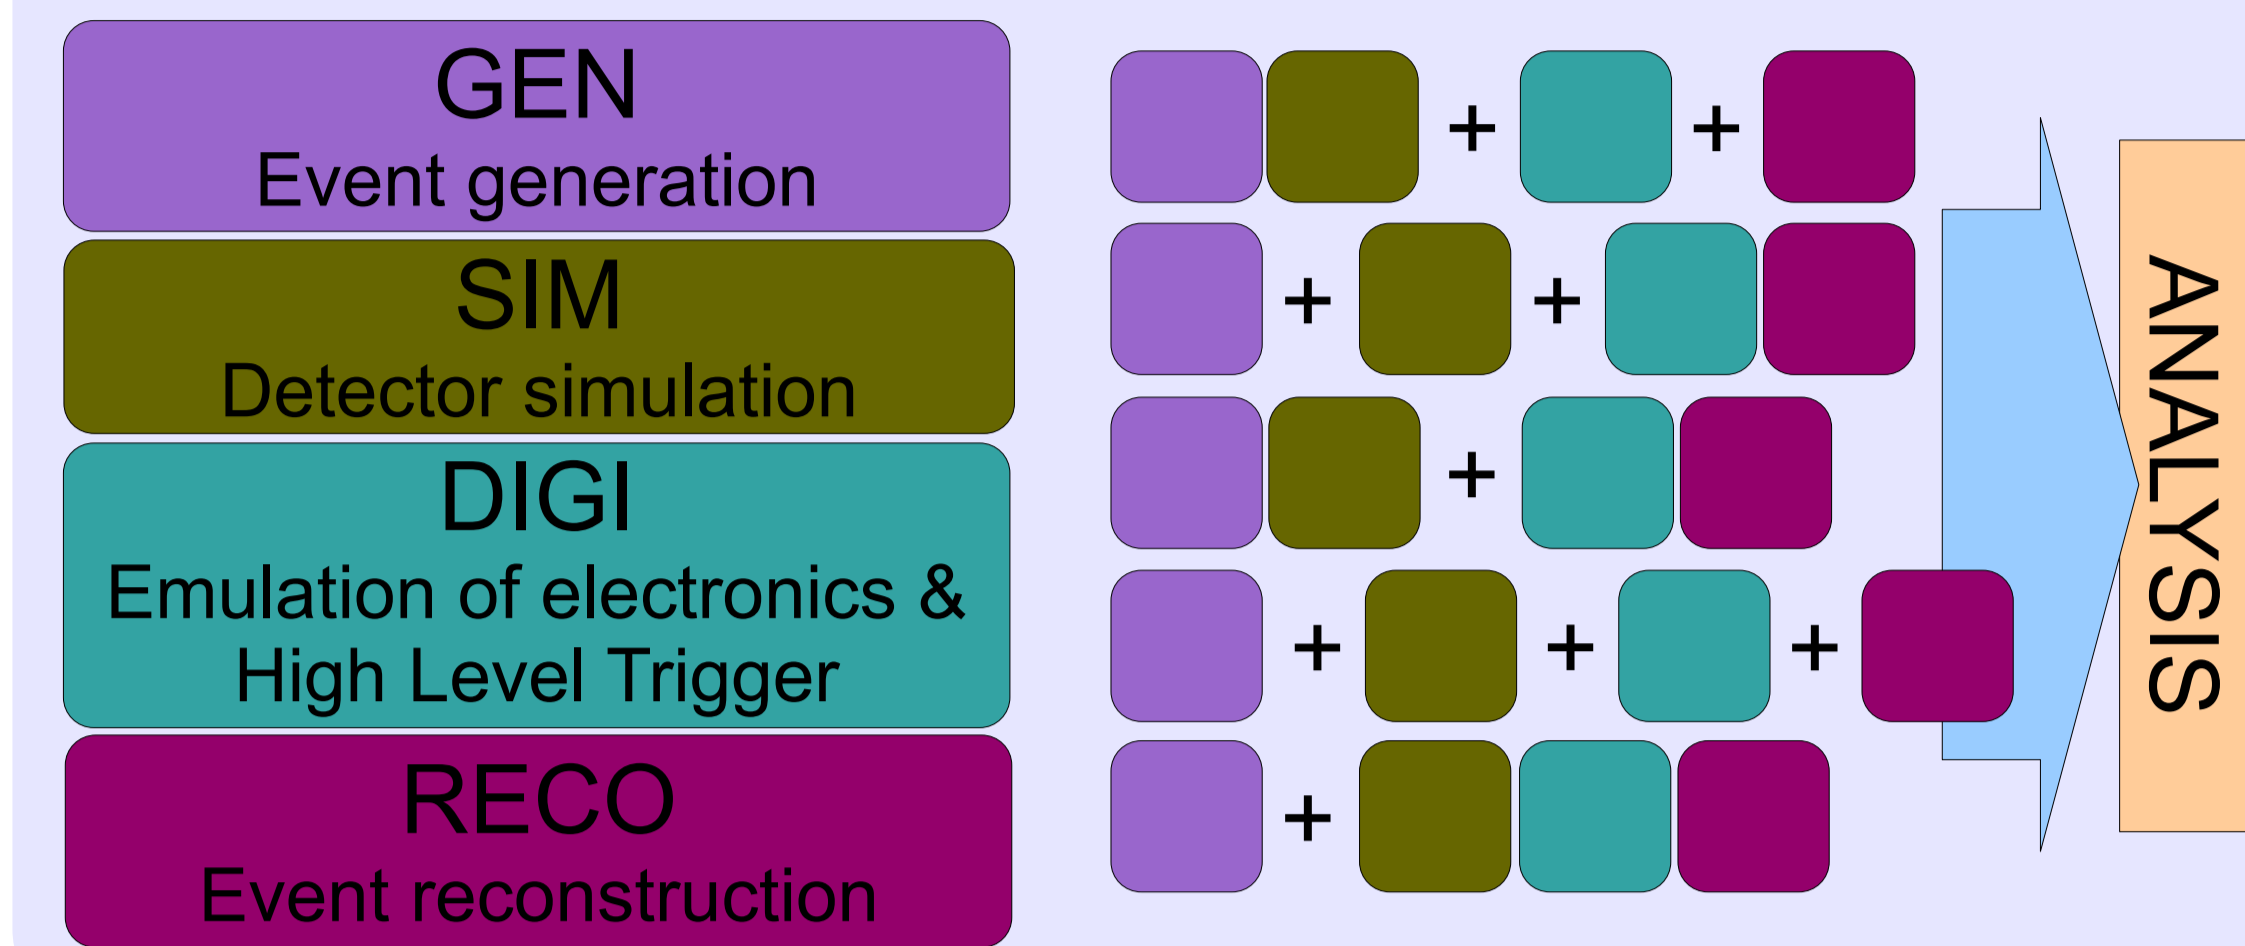 GEN
Event generation
SIM
Detector simulation
DIGI
Emulation of electronics &
High Level Trigger
RECO
Event reconstruction
+ +
+ +
+
+ + +
+
ANALYSIS